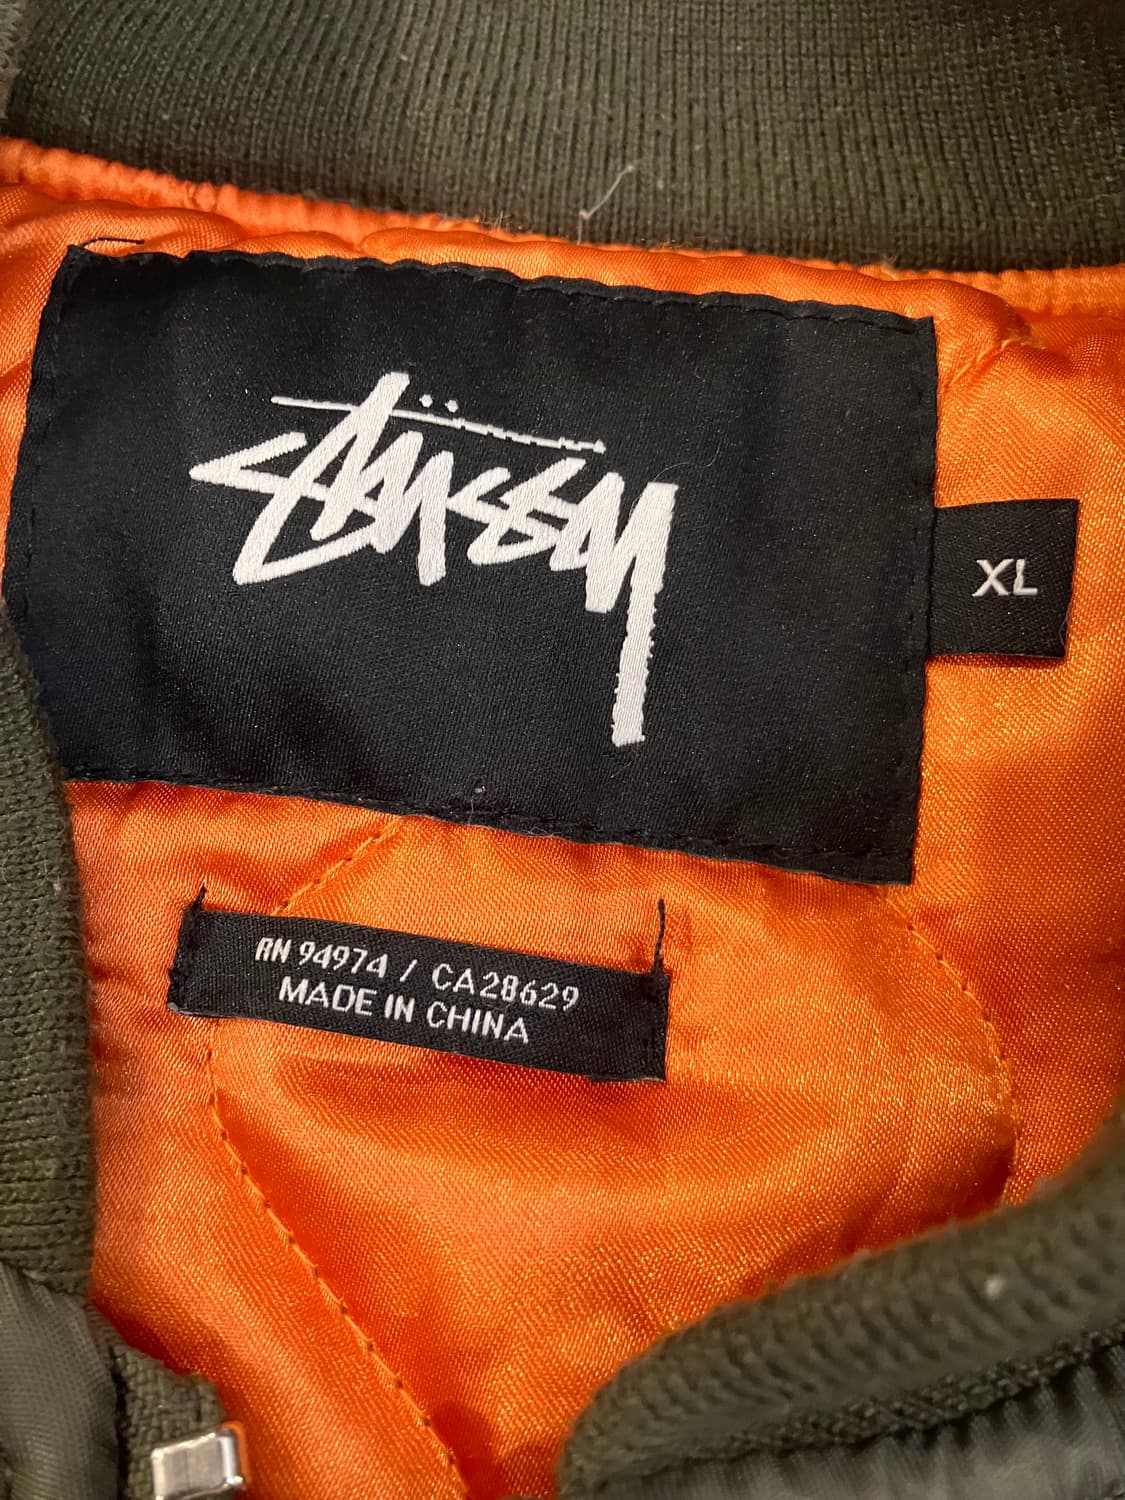 Stüssy
XL
RN 94974 / CA28629
MADE IN CHINA